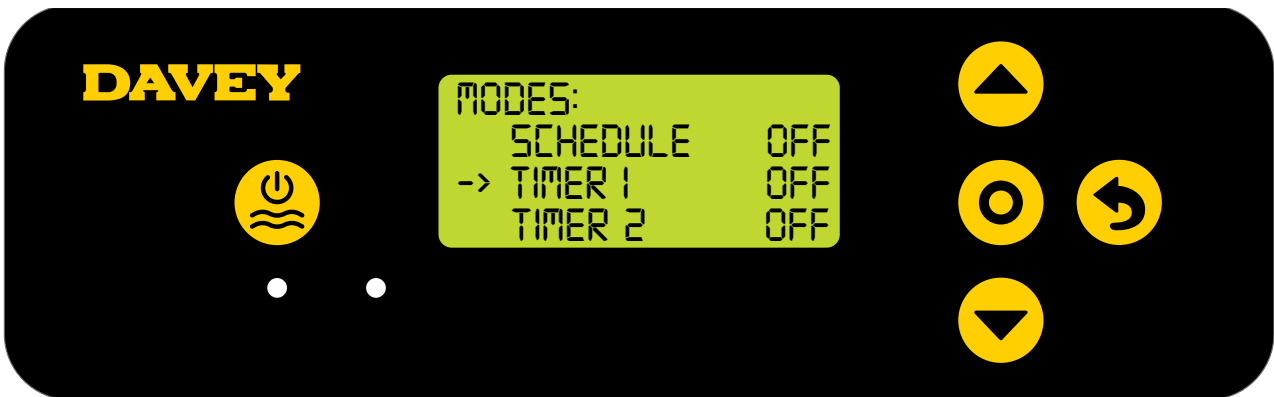 DAVEY
MODES:
SCHEDULE OFF
-> TIMER 1 OFF
TIMER 2 OFF